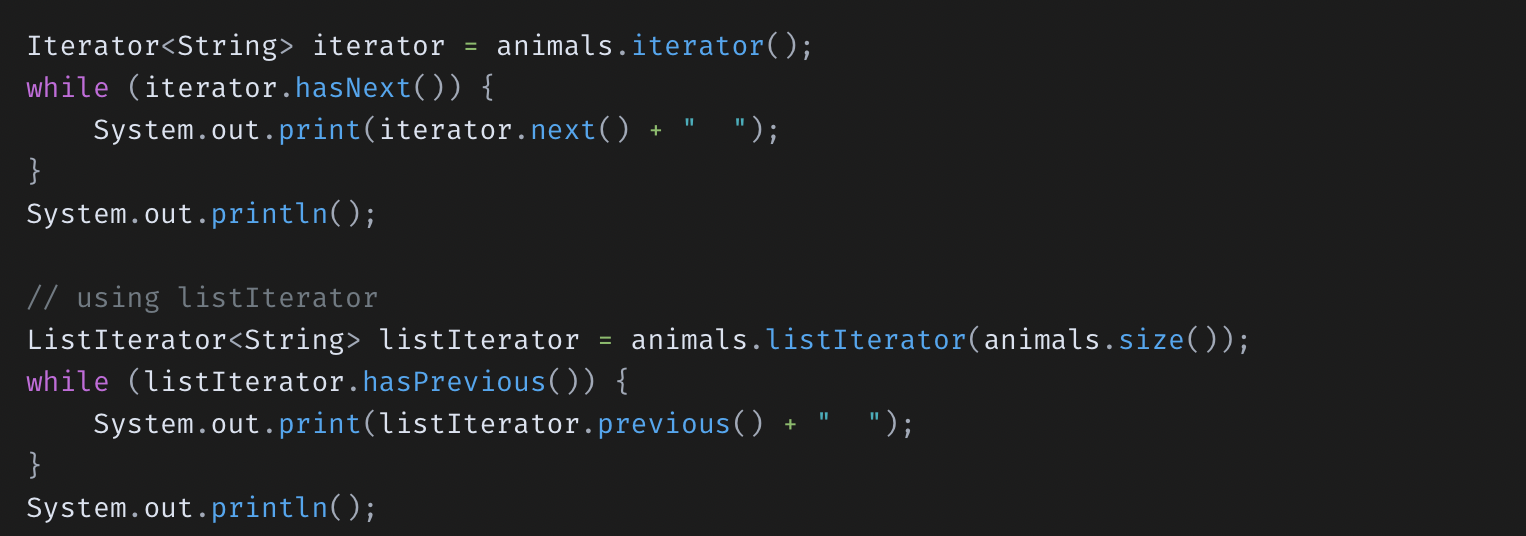 Iterator<String> iterator = animals.iterator();
while (iterator.hasNext()) {
    System.out.print(iterator.next() + "  ");
}
System.out.println();

// using listIterator
ListIterator<String> listIterator = animals.listIterator(animals.size());
while (listIterator.hasPrevious()) {
    System.out.print(listIterator.previous() + "  ");
}
System.out.println();